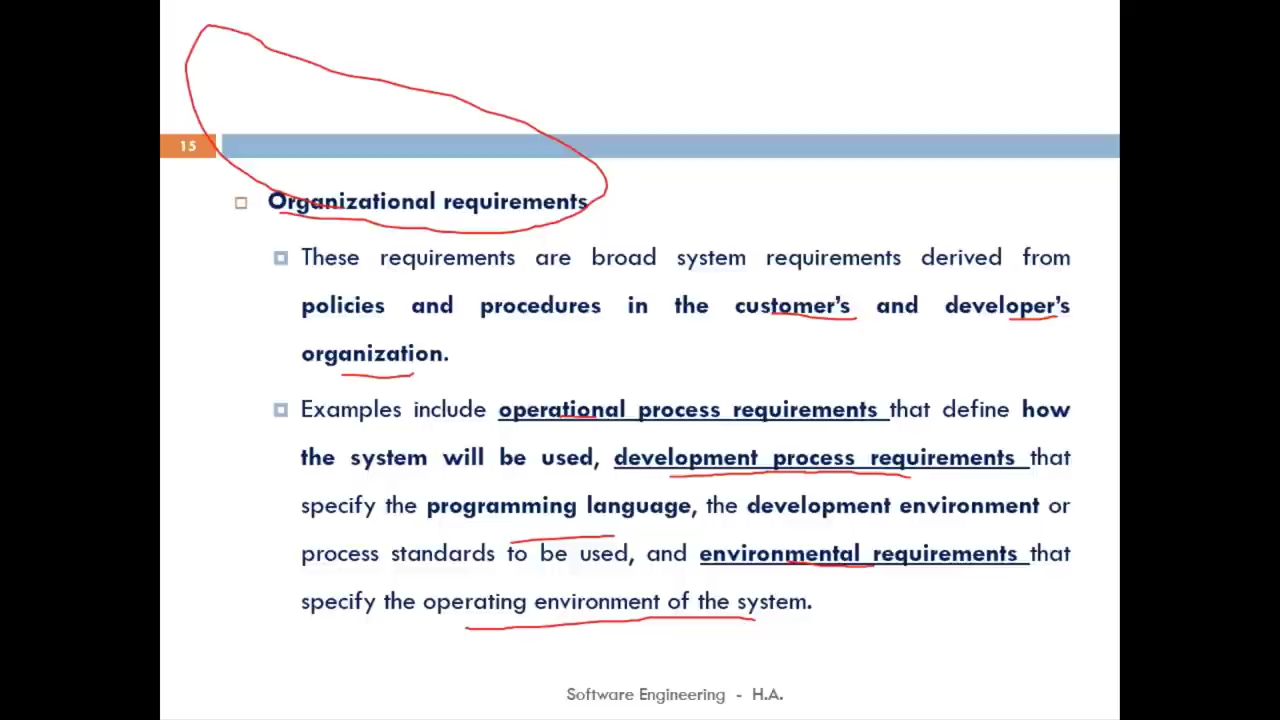 15
Organizational requirements
These requirements are broad system requirements derived from
policies and procedures in the customer's and developer's
organization.
Examples include operational process requirements that define how
the system will be used, development process requirements that
specify the programming language, the development environment or
process standards to be used, and environmental requirements that
specify the operating environment of the system.
Software Engineering - H.A.